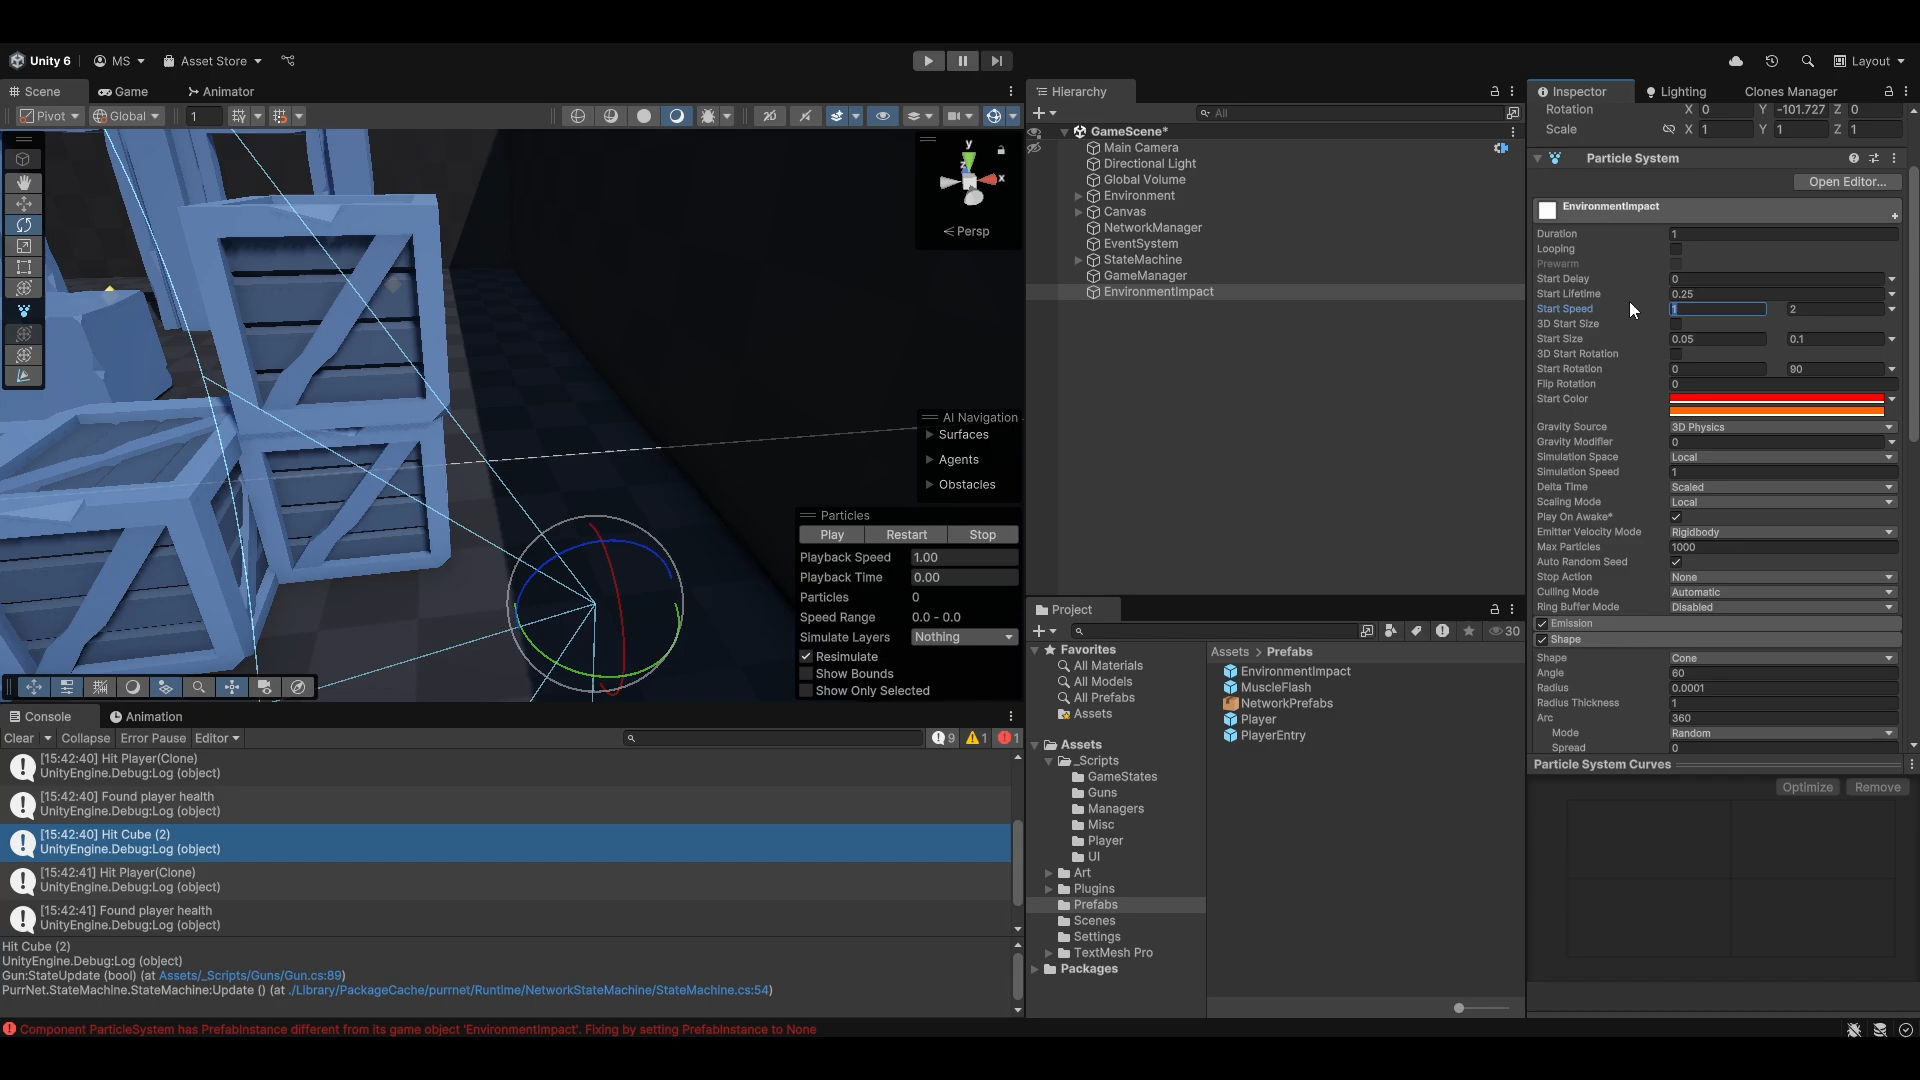 Unity 6 MS Asset Store Layout
Scene Game Animator
Pivot Global 1
y
z
x
Persp
AI Navigation
Surfaces
Agents
Obstacles
Particles
Play Restart Stop
Playback Speed 1.00
Playback Time 0.00
Particles 0
Speed Range 0.0 - 0.0
Simulate Layers Nothing
Resimulate
Show Bounds
Show Only Selected
Console Animation
Clear Collapse Error Pause Editor 9 1 1
[15:42:40] Hit Player(Clone)
UnityEngine.Debug:Log (object)
[15:42:40] Found player health
UnityEngine.Debug:Log (object)
[15:42:40] Hit Cube (2)
UnityEngine.Debug:Log (object)
[15:42:41] Hit Player(Clone)
UnityEngine.Debug:Log (object)
[15:42:41] Found player health
UnityEngine.Debug:Log (object)
Hit Cube (2)
UnityEngine.Debug:Log (object)
Gun:StateUpdate (bool) (at Assets/_Scripts/Guns/Gun.cs:89)
PurrNet.StateMachine.StateMachine:Update () (at ./Library/PackageCache/purrnet/Runtime/NetworkStateMachine/StateMachine.cs:54)
Component ParticleSystem has PrefabInstance different from its game object 'EnvironmentImpact'. Fixing by setting PrefabInstance to None
Hierarchy
All
GameScene*
Main Camera
Directional Light
Global Volume
Environment
Canvas
NetworkManager
EventSystem
StateMachine
GameManager
EnvironmentImpact
Project
30
Favorites
All Materials
All Models
All Prefabs
Assets
Assets
_Scripts
GameStates
Guns
Managers
Misc
Player
UI
Art
Plugins
Prefabs
Scenes
Settings
TextMesh Pro
Packages
Assets > Prefabs
EnvironmentImpact
MuscleFlash
NetworkPrefabs
Player
PlayerEntry
Inspector Lighting Clones Manager
Rotation X 0 Y -101.727 Z 0
Scale X 1 Y 1 Z 1
Particle System
Open Editor...
EnvironmentImpact
Duration 1
Looping
Prewarm
Start Delay 0
Start Lifetime 0.25
Start Speed 1 2
3D Start Size
Start Size 0.05 0.1
3D Start Rotation
Start Rotation 0 90
Flip Rotation 0
Start Color
Gravity Source 3D Physics
Gravity Modifier 0
Simulation Space Local
Simulation Speed 1
Delta Time Scaled
Scaling Mode Local
Play On Awake*
Emitter Velocity Mode Rigidbody
Max Particles 1000
Auto Random Seed
Stop Action None
Culling Mode Automatic
Ring Buffer Mode Disabled
Emission
Shape
Shape Cone
Angle 60
Radius 0.0001
Radius Thickness 1
Arc 360
Mode Random
Spread 0
Particle System Curves
Optimize Remove